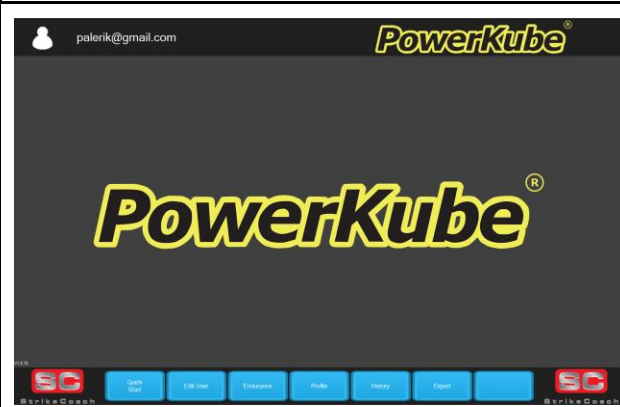 palerik@gmail.com
PowerKube®
PowerKube®
SC
StrikeCoach
Quick
Start
Edit User
Endurance
Profile
History
Export
SC
StrikeCoach